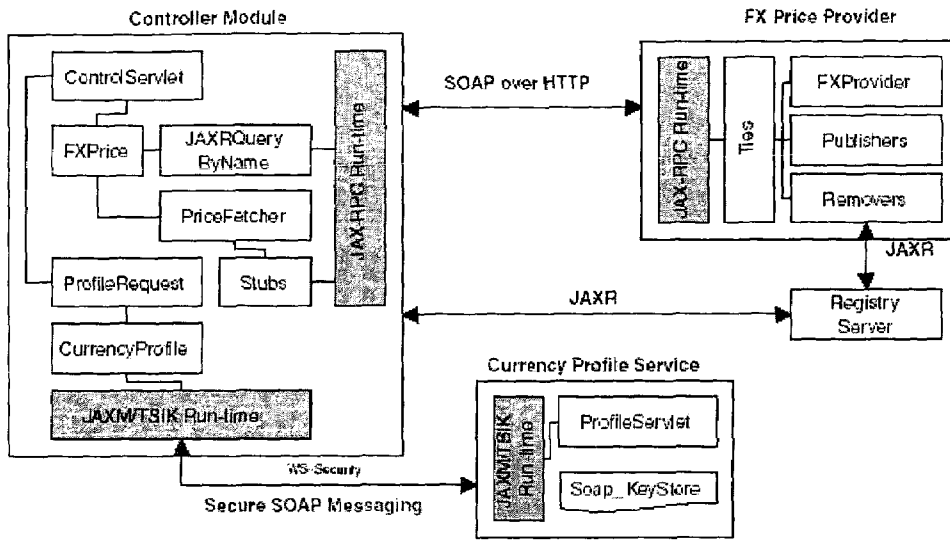 Controller Module
FX Price Provider
ControlServlet
FXPrice
JAXRQuery
ByName
PriceFetcher
Stubs
ProfileRequest
CurrencyProfile
JAX-RPC Run-time
JAXM/TSIK Run-time
SOAP over HTTP
JAX-RPC Run-time
Ties
FXProvider
Publishers
Removers
JAXR
JAXR
Registry
Server
Currency Profile Service
JAXM/TSIK
Run-time
ProfileServlet
Soap_KeyStore
WS-Security
Secure SOAP Messaging